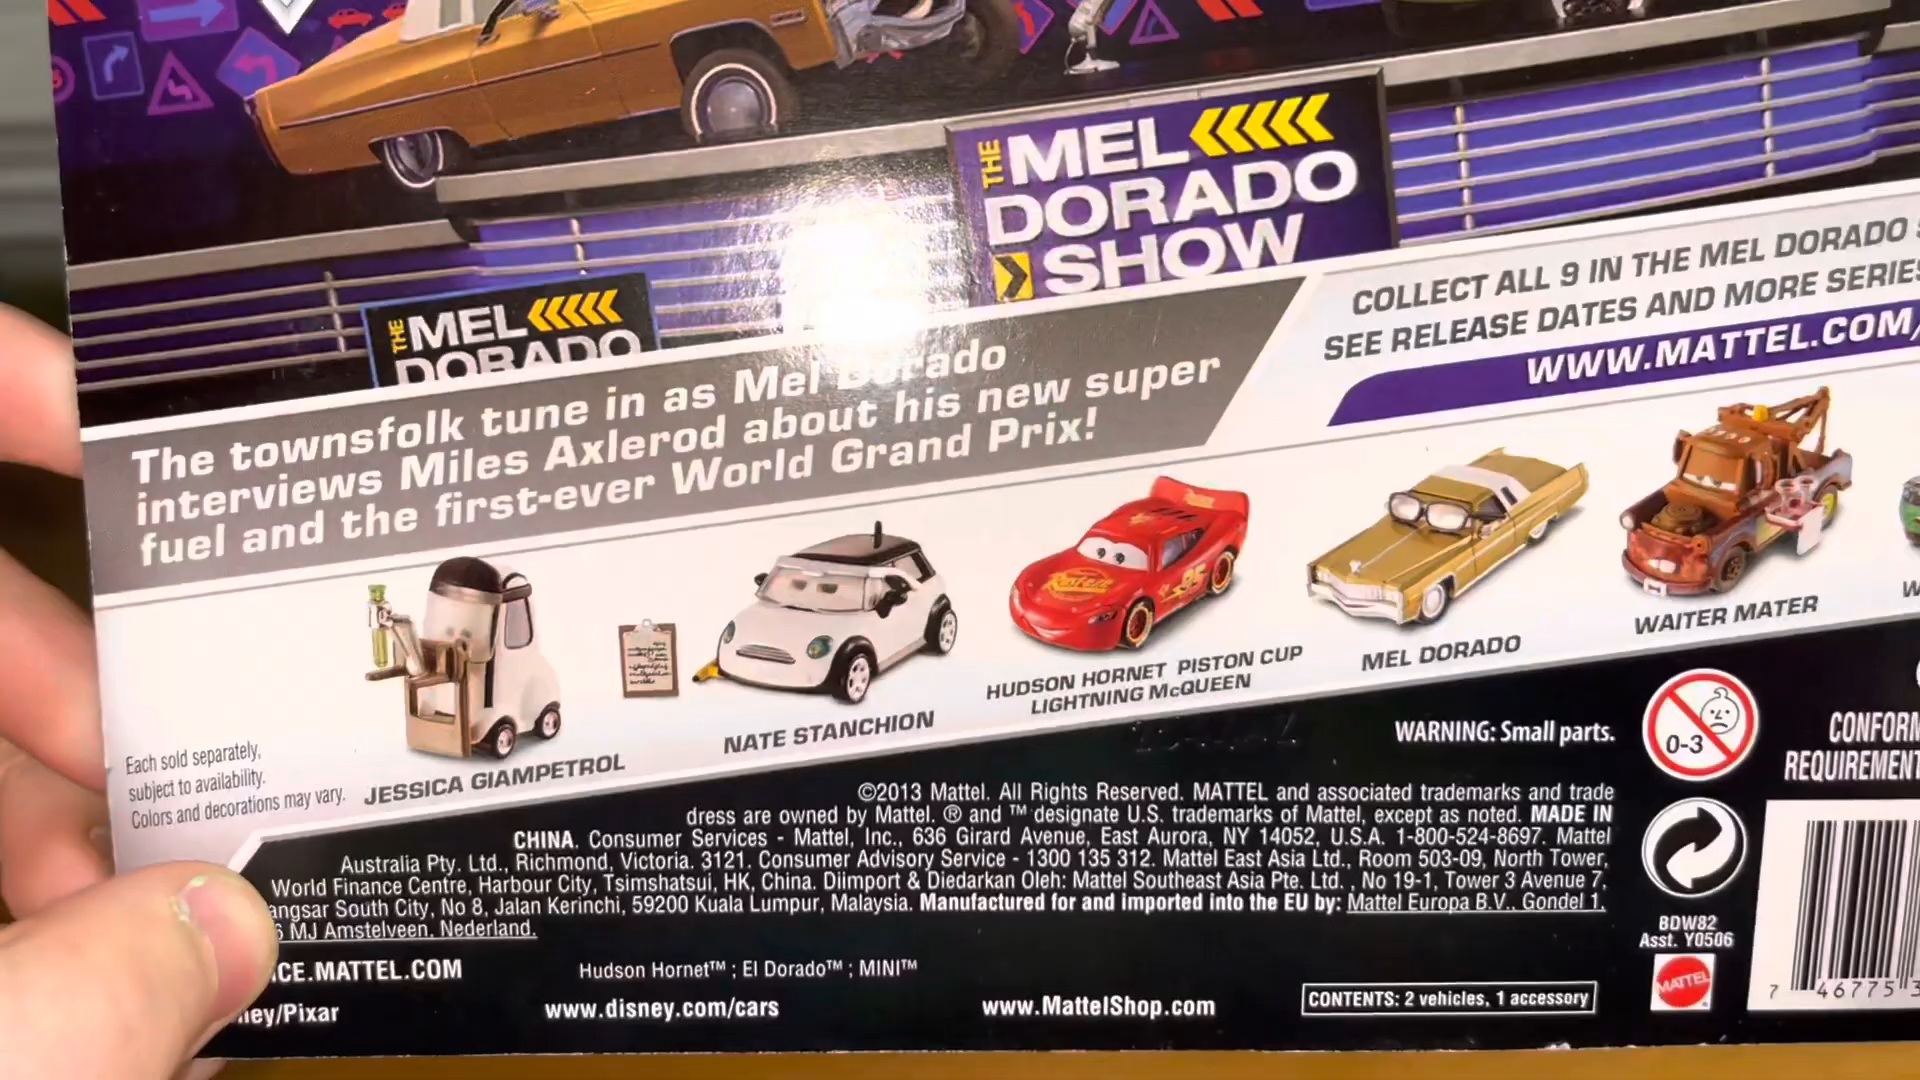 THE MEL DORADO SHOW
THE MEL DORADO
COLLECT ALL 9 IN THE MEL DORADO
SEE RELEASE DATES AND MORE SERIES
WWW.MATTEL.COM/
The townsfolk tune in as Mel Dorado
interviews Miles Axlerod about his new super
fuel and the first-ever World Grand Prix!
95
Each sold separately,
subject to availability.
Colors and decorations may vary.
JESSICA GIAMPETROL
NATE STANCHION
HUDSON HORNET PISTON CUP
LIGHTNING McQUEEN
MEL DORADO
WAITER MATER
WARNING: Small parts.
0-3
CONFORM
REQUIREMENT
©2013 Mattel. All Rights Reserved. MATTEL and associated trademarks and trade
dress are owned by Mattel. ® and ™ designate U.S. trademarks of Mattel, except as noted. MADE IN
CHINA. Consumer Services - Mattel, Inc., 636 Girard Avenue, East Aurora, NY 14052, U.S.A. 1-800-524-8697. Mattel
Australia Pty. Ltd., Richmond, Victoria. 3121. Consumer Advisory Service - 1300 135 312. Mattel East Asia Ltd., Room 503-09, North Tower,
World Finance Centre, Harbour City, Tsimshatsui, HK, China. Diimport & Diedarkan Oleh: Mattel Southeast Asia Pte. Ltd. , No 19-1, Tower 3 Avenue 7,
angsar South City, No 8, Jalan Kerinchi, 59200 Kuala Lumpur, Malaysia. Manufactured for and imported into the EU by: Mattel Europa B.V., Gondel 1,
6 MJ Amstelveen, Nederland.
ICE.MATTEL.COM
Hudson Hornet™ ; El Dorado™ ; MINI™
ney/Pixar
www.disney.com/cars
www.MattelShop.com
CONTENTS: 2 vehicles, 1 accessory
BDW82
Asst. Y0506
MATTEL
7 46775 3